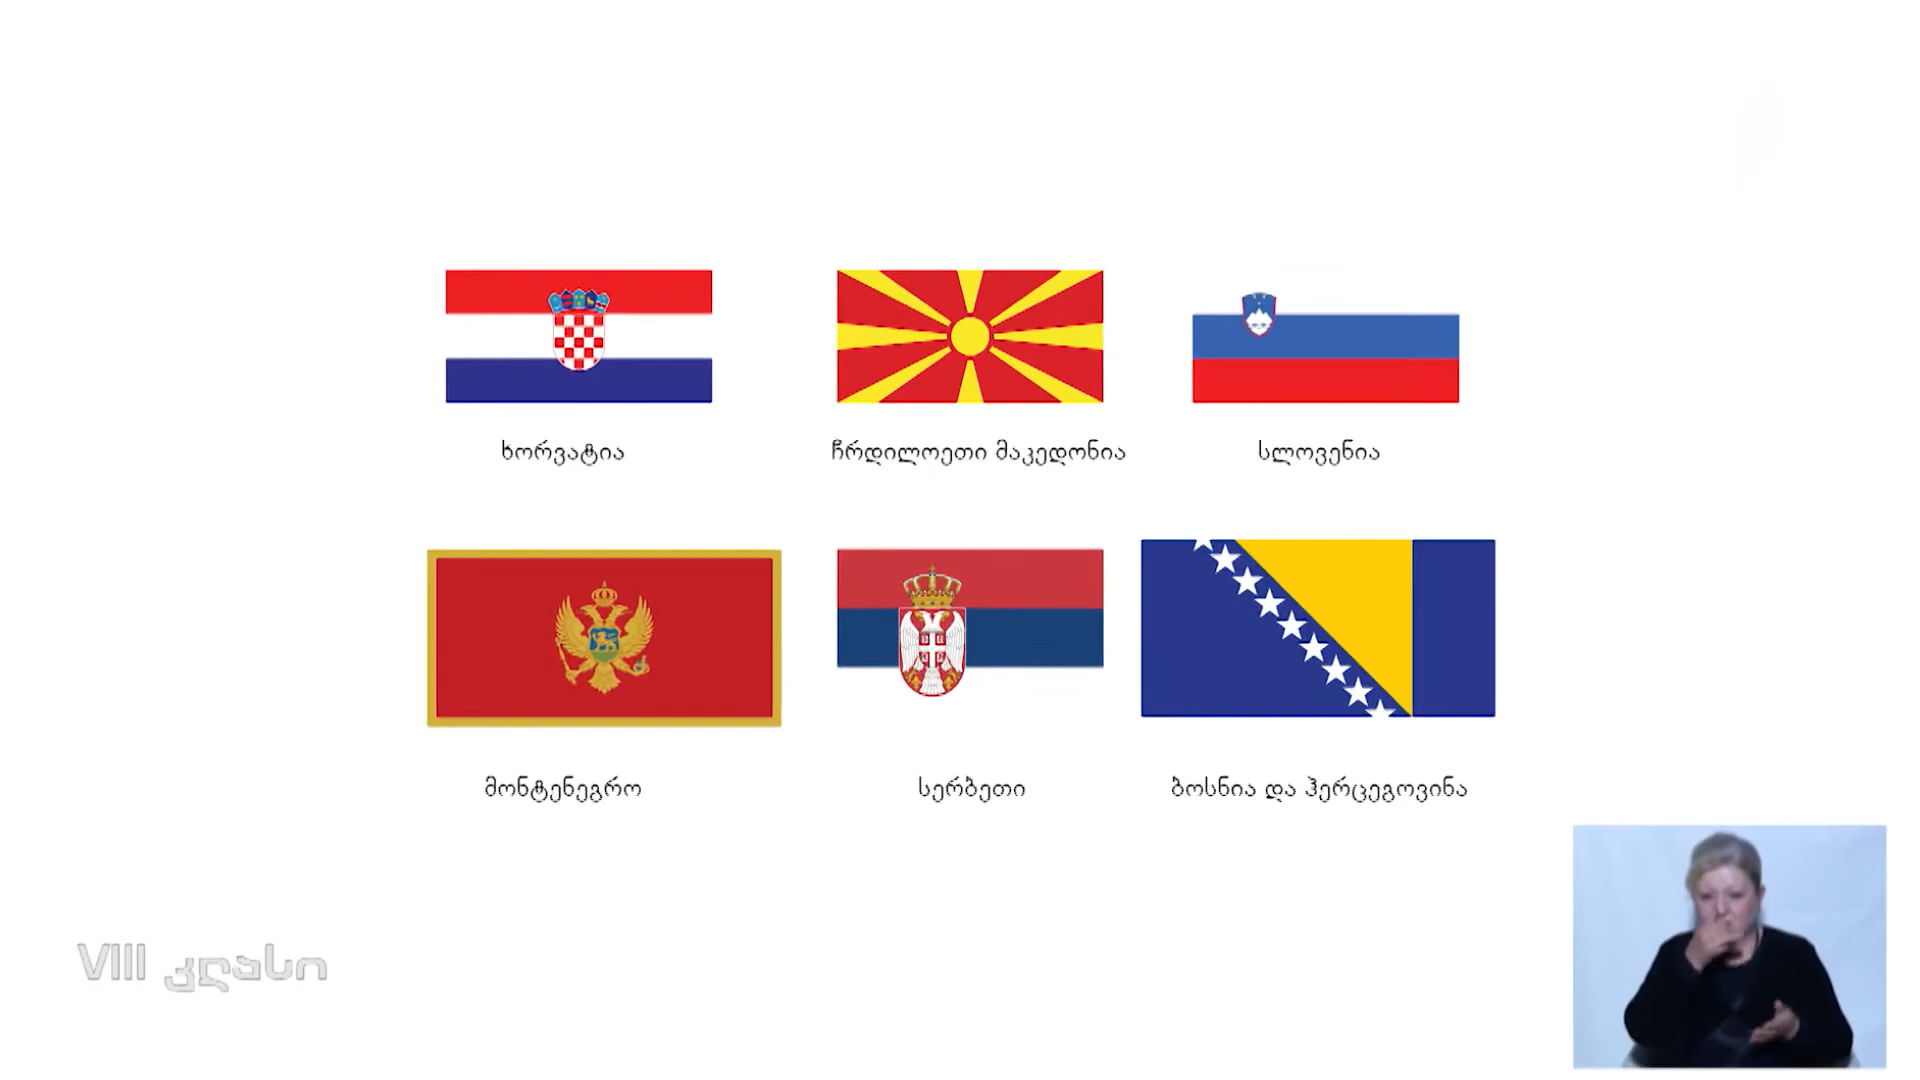 ხორვატია
ჩრდილოეთი მაკედონია
სლოვენია
მონტენეგრო
სერბეთი
ბოსნია და ჰერცეგოვინა
VIII კლასი